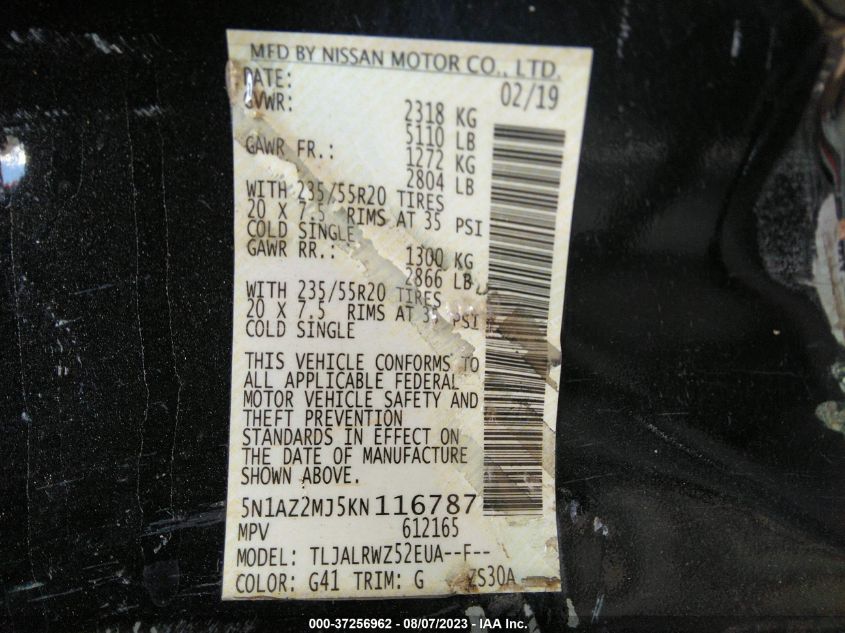 MFD BY NISSAN MOTOR CO., LTD.
DATE: 02/19
GVWR: 2318 KG
5110 LB
GAWR FR.: 1272 KG
2804 LB
WITH 235/55R20 TIRES
20 X 7.5 RIMS AT 35 PSI
COLD SINGLE
GAWR RR.: 1300 KG
2866 LB
WITH 235/55R20 TIRES
20 X 7.5 RIMS AT PSI
COLD SINGLE
THIS VEHICLE CONFORMS TO
ALL APPLICABLE FEDERAL
MOTOR VEHICLE SAFETY AND
THEFT PREVENTION
STANDARDS IN EFFECT ON
THE DATE OF MANUFACTURE
SHOWN ABOVE.
5N1AZ2MJ5KN116787
MPV 612165
MODEL: TLJALRWZ52EUA--F--
COLOR: G41 TRIM: G ZS30A
000-37256962 - 08/07/2023 - IAA Inc.